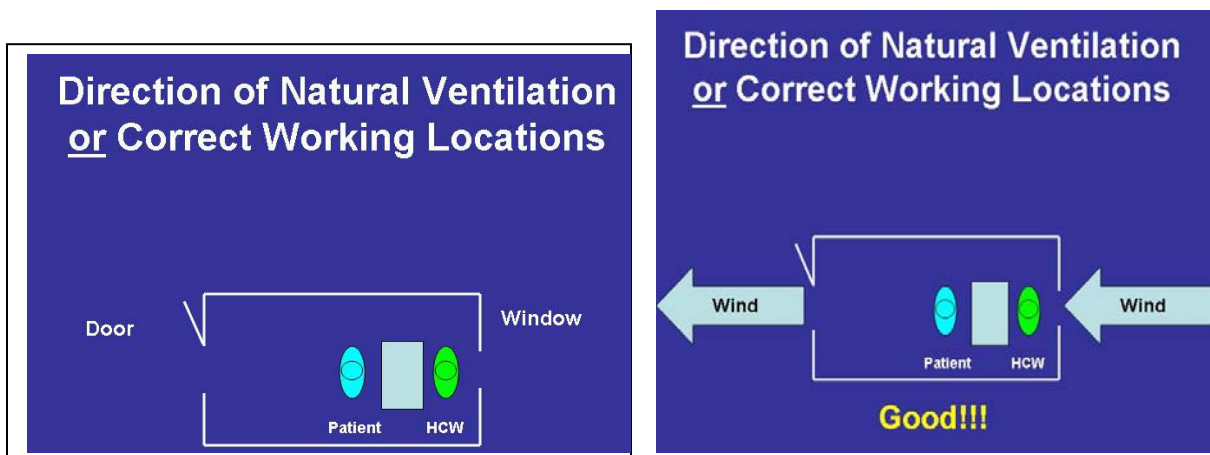 Direction of Natural Ventilation
or Correct Working Locations
Door
Window
Patient
HCW
Direction of Natural Ventilation
or Correct Working Locations
Wind
Wind
Patient
HCW
Good!!!